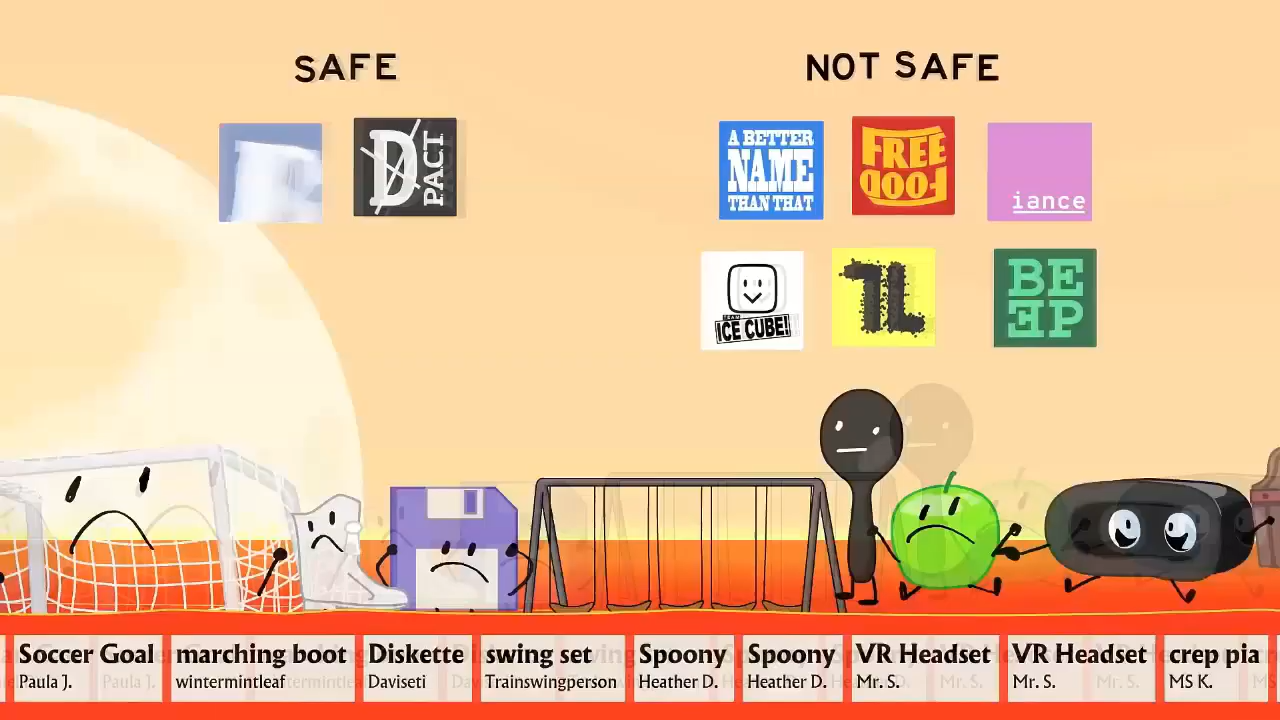 SAFE
NOT SAFE
D
PACT
A BETTER
NAME
THAN THAT
FREE
FOOD
iance
TEAM
ICE CUBE!
BE
EP
Soccer Goal
Paula J.
marching boot
wintermintleaf
Diskette
Daviseti
swing set
Trainswingperson
Spoony
Heather D.
Spoony
Heather D.
VR Headset
Mr. S.
VR Headset
Mr. S.
crep pia
MS K.